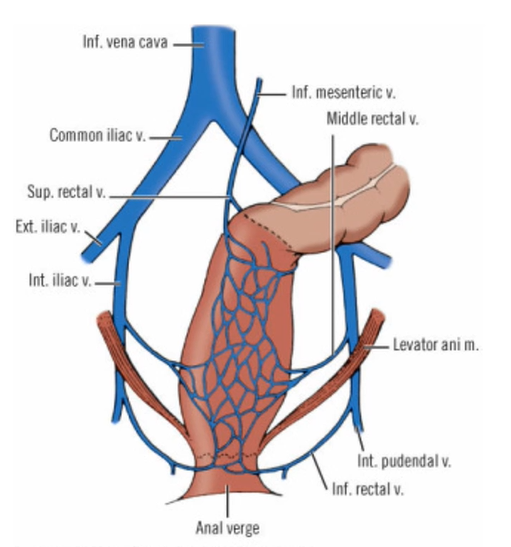 Inf. vena cava
Inf. mesenteric v.
Middle rectal v.
Common iliac v.
Sup. rectal v.
Ext. iliac v.
Int. iliac v.
Levator ani m.
Int. pudendal v.
Inf. rectal v.
Anal verge